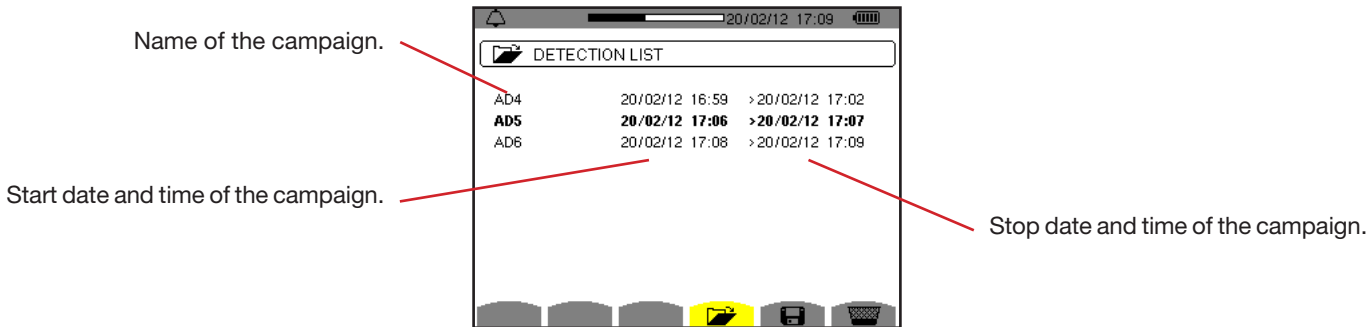 20/02/12 17:09
Name of the campaign.
DETECTION LIST
AD4 20/02/12 16:59 >20/02/12 17:02
AD5 20/02/12 17:06 >20/02/12 17:07
AD6 20/02/12 17:08 >20/02/12 17:09
Start date and time of the campaign.
Stop date and time of the campaign.